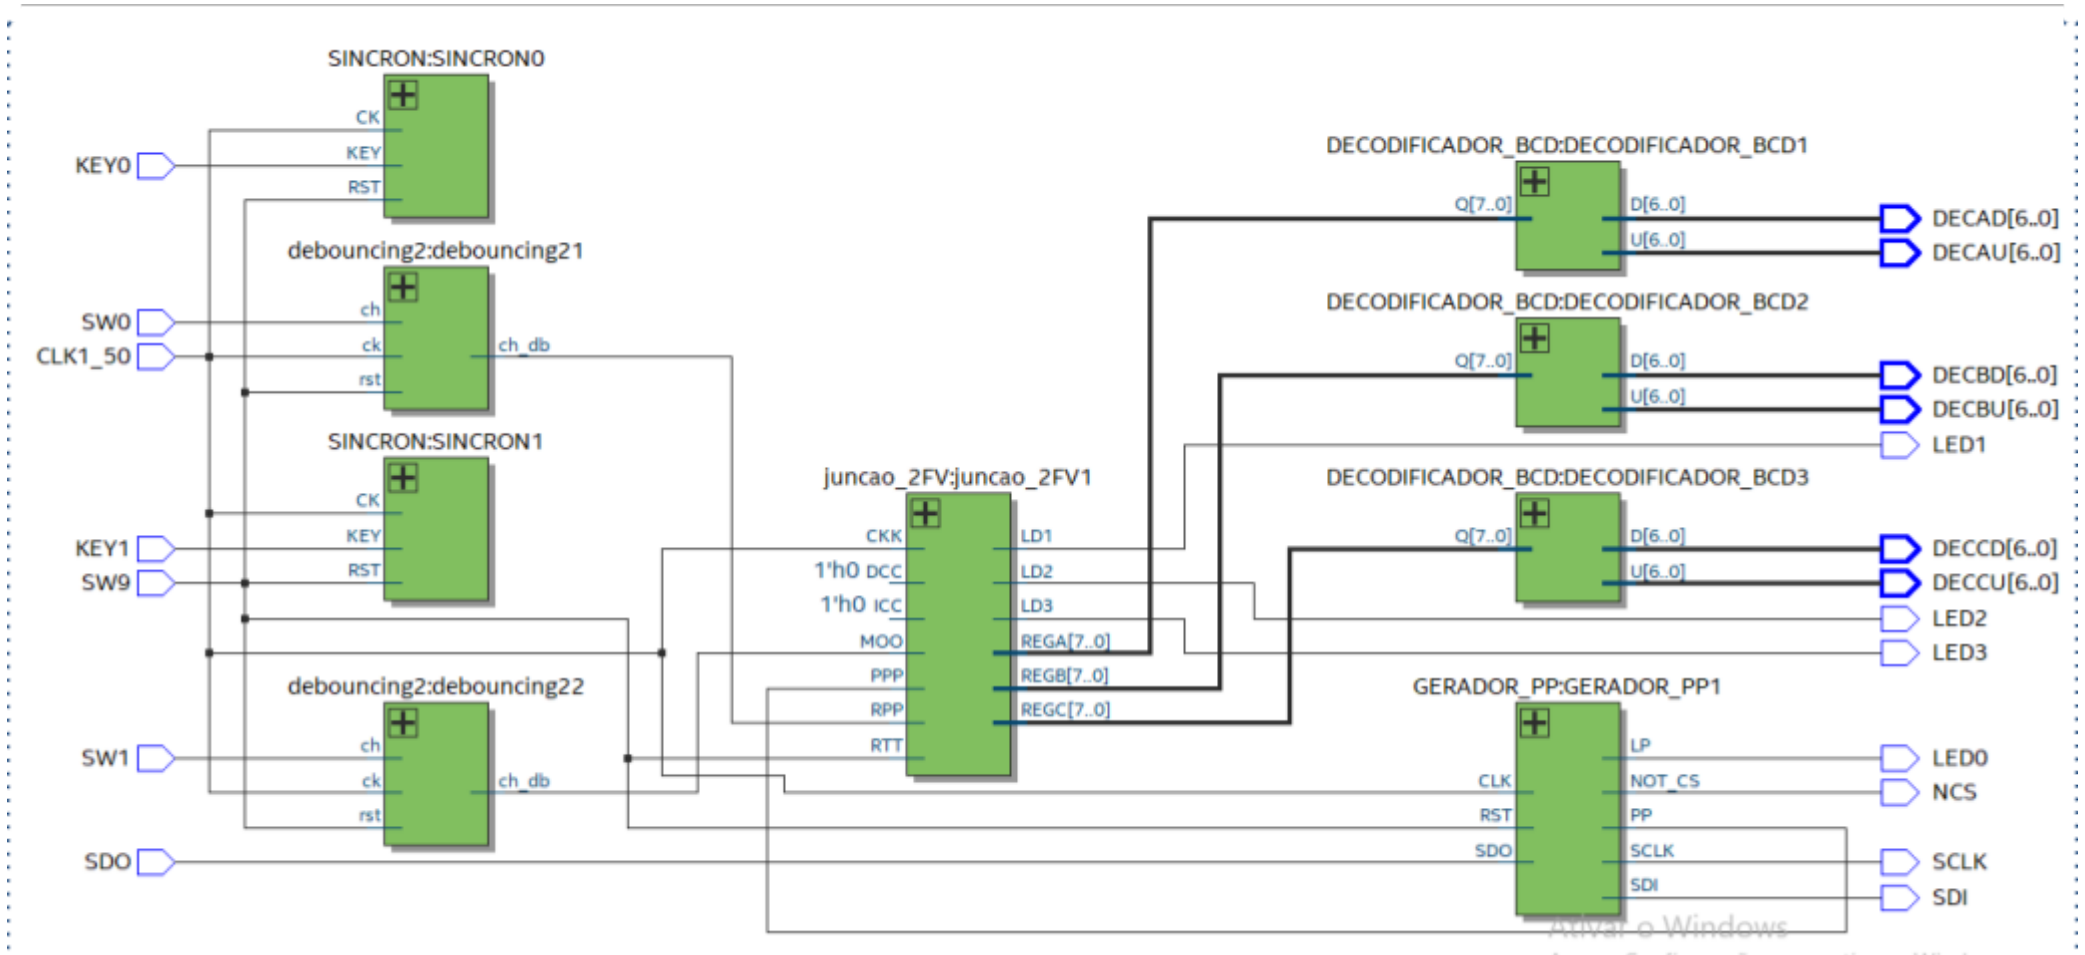 SINCRON:SINCRON0
CK
KEY
RST
KEY0
debouncing2:debouncing21
ch
ck
rst
ch_db
SW0
CLK1_50
SINCRON:SINCRON1
CK
KEY
RST
KEY1
SW9
debouncing2:debouncing22
ch
ck
rst
ch_db
SW1
SDO
juncao_2FV:juncao_2FV1
CKK
1'h0 DCC
1'h0 ICC
MOO
PPP
RPP
RTT
LD1
LD2
LD3
REGA[7..0]
REGB[7..0]
REGC[7..0]
DECODIFICADOR_BCD:DECODIFICADOR_BCD1
Q[7..0]
D[6..0]
U[6..0]
DECAD[6..0]
DECAU[6..0]
DECODIFICADOR_BCD:DECODIFICADOR_BCD2
Q[7..0]
D[6..0]
U[6..0]
DECBD[6..0]
DECBU[6..0]
LED1
DECODIFICADOR_BCD:DECODIFICADOR_BCD3
Q[7..0]
D[6..0]
U[6..0]
DECCD[6..0]
DECCU[6..0]
LED2
LED3
GERADOR_PP:GERADOR_PP1
CLK
RST
SDO
LP
NOT_CS
PP
SCLK
SDI
LED0
NCS
SCLK
SDI
Ativar o Windows